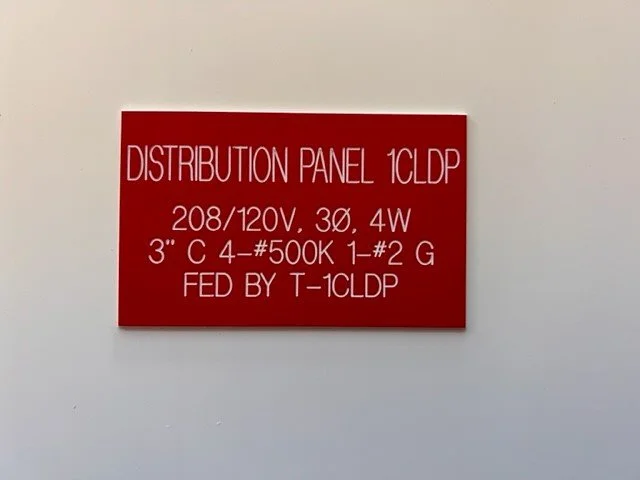 DISTRIBUTION PANEL 1CLDP
208/120V, 3Ø, 4W
3" C 4-#500K 1-#2 G
FED BY T-1CLDP